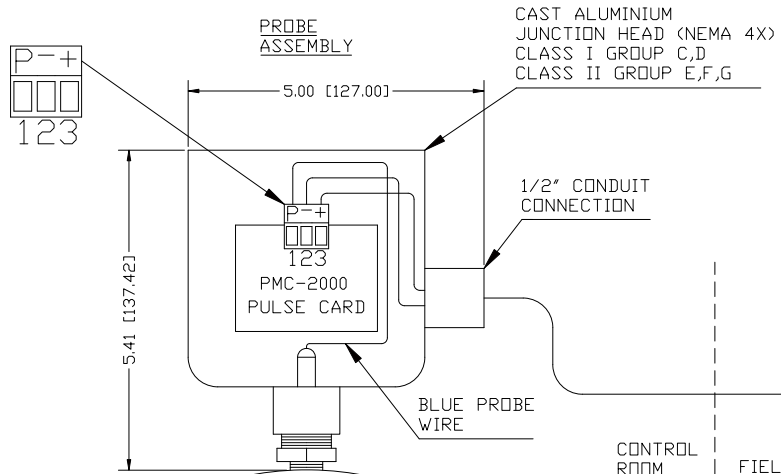 PROBE
ASSEMBLY
CAST ALUMINIUM
JUNCTION HEAD (NEMA 4X)
CLASS I GROUP C,D
CLASS II GROUP E,F,G
P-+
123
5.00 [127.00]
1/2" CONDUIT
CONNECTION
P-+
123
PMC-2000
PULSE CARD
5.41 [137.42]
BLUE PROBE
WIRE
CONTROL
ROOM
FIEL